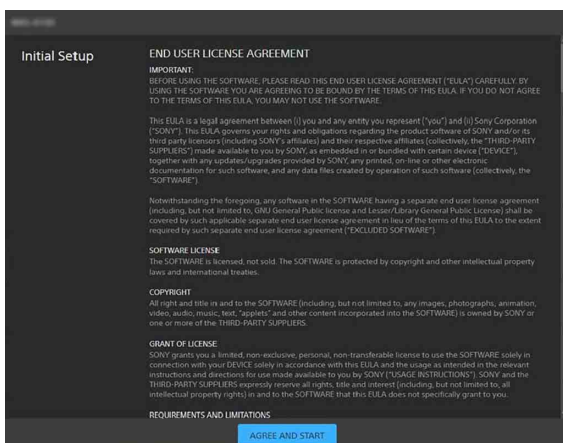 Initial Setup
END USER LICENSE AGREEMENT
IMPORTANT:
BEFORE USING THE SOFTWARE, PLEASE READ THIS END USER LICENSE AGREEMENT ("EULA") CAREFULLY. BY
USING THE SOFTWARE YOU ARE AGREEING TO BE BOUND BY THE TERMS OF THIS EULA. IF YOU DO NOT AGREE
TO THE TERMS OF THIS EULA, YOU MAY NOT USE THE SOFTWARE.
This EULA is a legal agreement between (i) you and any entity you represent ("you") and (ii) Sony Corporation
("SONY"). This EULA governs your rights and obligations regarding the product software of SONY and/or its
third party licensors (including SONY's affiliates) and their respective affiliates (collectively, the "THIRD-PARTY
SUPPLIERS") made available to you by SONY, as embedded in or bundled with certain device ("DEVICE"),
together with any updates/upgrades provided by SONY, any printed, on-line or other electronic
documentation for such software, and any data files created by operation of such software (collectively, the
"SOFTWARE").
Notwithstanding the foregoing, any software in the SOFTWARE having a separate end user license agreement
(including, but not limited to, GNU General Public license and Lesser/Library General Public License) shall be
covered by such applicable separate end user license agreement in lieu of the terms of this EULA to the extent
required by such separate end user license agreement ("EXCLUDED SOFTWARE").
SOFTWARE LICENSE
The SOFTWARE is licensed, not sold. The SOFTWARE is protected by copyright and other intellectual property
laws and international treaties.
COPYRIGHT
All right and title in and to the SOFTWARE (including, but not limited to, any images, photographs, animation,
video, audio, music, text, "applets" and other content incorporated into the SOFTWARE) is owned by SONY or
one or more of the THIRD-PARTY SUPPLIERS.
GRANT OF LICENSE
SONY grants you a limited, non-exclusive, personal, non-transferable license to use the SOFTWARE solely in
connection with your DEVICE solely in accordance with this EULA and the usage as intended in the relevant
instructions and directions for use made available to you by SONY ("USAGE INSTRUCTIONS"). SONY and the
THIRD-PARTY SUPPLIERS expressly reserve all rights, title and interest (including, but not limited to, all
intellectual property rights) in and to the SOFTWARE that this EULA does not specifically grant to you.
REQUIREMENTS AND LIMITATIONS
AGREE AND START